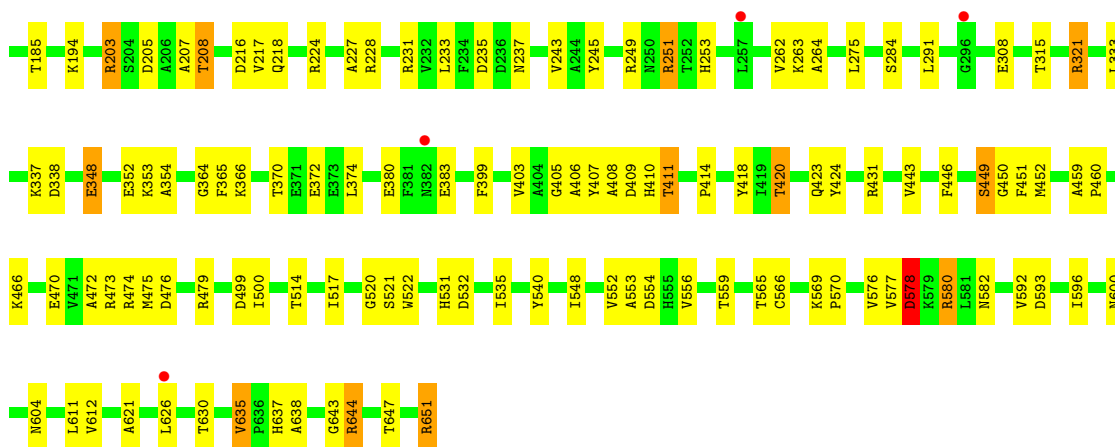 T185 K194 R203 S204 D205 A206 A207 T208 D216 V217 Q218 R224 A227 R228 R231 V232 L233 F234 D235 D236 N237 V243 A244 Y245 R249 N250 R251 T252 H253 L257 V262 K263 A264 L275 S284 L291 G296 E308 T315 R321 L333
K337 D338 E348 E352 K353 A354 G364 F365 K366 T370 E371 E372 E373 L374 E380 F381 N382 E383 F399 V403 A404 G405 A406 Y407 A408 D409 H410 T411 P414 Y418 I419 T420 Q423 Y424 R431 V443 F446 S449 G450 F451 M452 A459 P460
K466 E470 V471 A472 R473 R474 M475 D476 R479 D499 I500 T514 I517 G520 S521 W522 H531 D532 I535 Y540 I548 V552 A553 D554 H555 V556 T559 T565 C566 K569 P570 V576 V577 D578 K579 R580 L581 N582 V592 D593 I596 N600
N604 L611 V612 A621 L626 T630 V635 P636 H637 A638 G643 R644 T647 R651